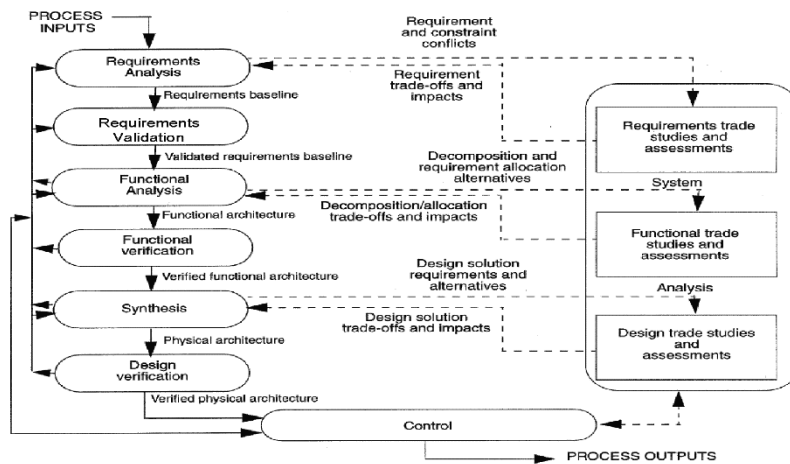 PROCESS
INPUTS
Requirements
Analysis
Requirements baseline
Requirements
Validation
Validated requirements baseline
Functional
Analysis
Functional architecture
Functional
verification
Verified functional architecture
Synthesis
Physical architecture
Design
verification
Verified physical architecture
Control
PROCESS OUTPUTS
Requirement
and constraint
conflicts
Requirement
trade-offs and
impacts
Decomposition and
requirement allocation
alternatives
Decomposition/allocation
trade-offs and impacts
Design solution
requirements and
alternatives
Design solution
trade-offs and impacts
Requirements trade
studies and
assessments
System
Functional trade
studies and
assessments
Analysis
Design trade studies
and
assessments